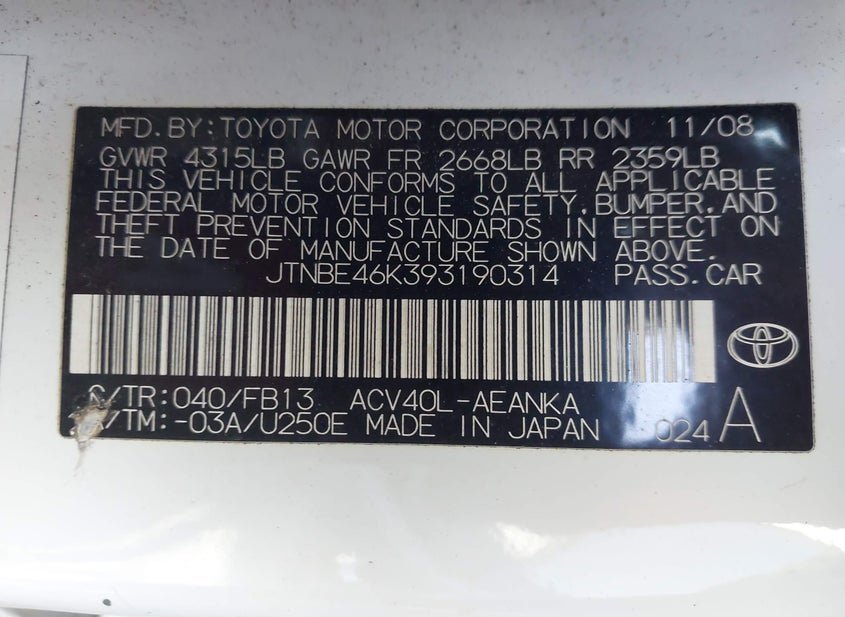 MFD.BY:TOYOTA MOTOR CORPORATION 11/08
GVWR 4315LB GAWR FR 2668LB RR 2359LB
THIS VEHICLE CONFORMS TO ALL APPLICABLE
FEDERAL MOTOR VEHICLE SAFETY,BUMPER,AND
THEFT PREVENTION STANDARDS IN EFFECT ON
THE DATE OF MANUFACTURE SHOWN ABOVE.
JTNBE46K393190314 PASS.CAR
C/TR:040/FB13 ACV40L-AEANKA
/TM:-03A/U250E MADE IN JAPAN 024 A